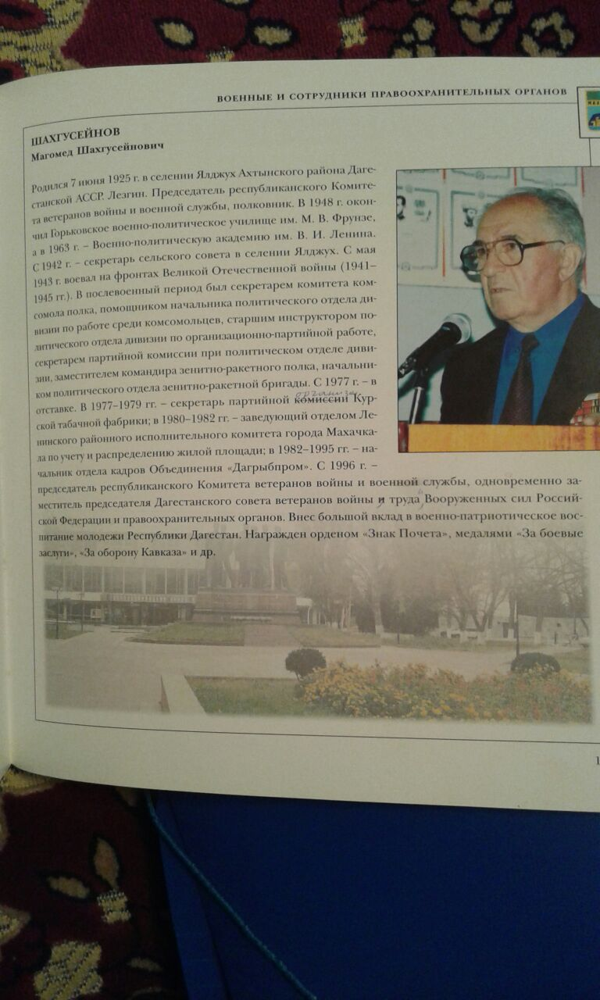 ВОЕННЫЕ И СОТРУДНИКИ ПРАВООХРАНИТЕЛЬНЫХ ОРГАНОВ
ШАХГУСЕЙНОВ
Магомед Шахгусейнович
Родился 7 июня 1925 г. в селении Ялджух Ахтынского района Даге-
станской АССР. Лезгин. Председатель республиканского Комите-
та ветеранов войны и военной службы, полковник. В 1948 г. окон-
чил Горьковское военно-политическое училище им. М. В. Фрунзе,
а в 1963 г. – Военно-политическую академию им. В. И. Ленина.
С 1942 г. – секретарь сельского совета в селении Ялджух. С мая
1943 г. воевал на фронтах Великой Отечественной войны (1941–
1945 гг.). В послевоенный период был секретарем комитета ком-
сомола полка, помощником начальника политического отдела ди-
визии по работе среди комсомольцев, старшим инструктором по-
литического отдела дивизии по организационно-партийной работе,
секретарем партийной комиссии при политическом отделе диви-
зии, заместителем командира зенитно-ракетного полка, начальни-
ком политического отдела зенитно-ракетной бригады. С 1977 г. – в
организа
отставке. В 1977–1979 гг. – секретарь партийной комиссии Кур-
ской табачной фабрики; в 1980–1982 гг. – заведующий отделом Ле-
нинского районного исполнительного комитета города Махачка-
ла по учету и распределению жилой площади; в 1982–1995 гг. – на-
чальник отдела кадров Объединения «Дагрыбпром». С 1996 г. –
председатель республиканского Комитета ветеранов войны и военной службы, одновременно за-
меститель председателя Дагестанского совета ветеранов войны и труда, Вооруженных сил Россий-
ской Федерации и правоохранительных органов. Внес большой вклад в военно-патриотическое вос-
питание молодежи Республики Дагестан. Награжден орденом «Знак Почета», медалями «За боевые
заслуги», «За оборону Кавказа» и др.